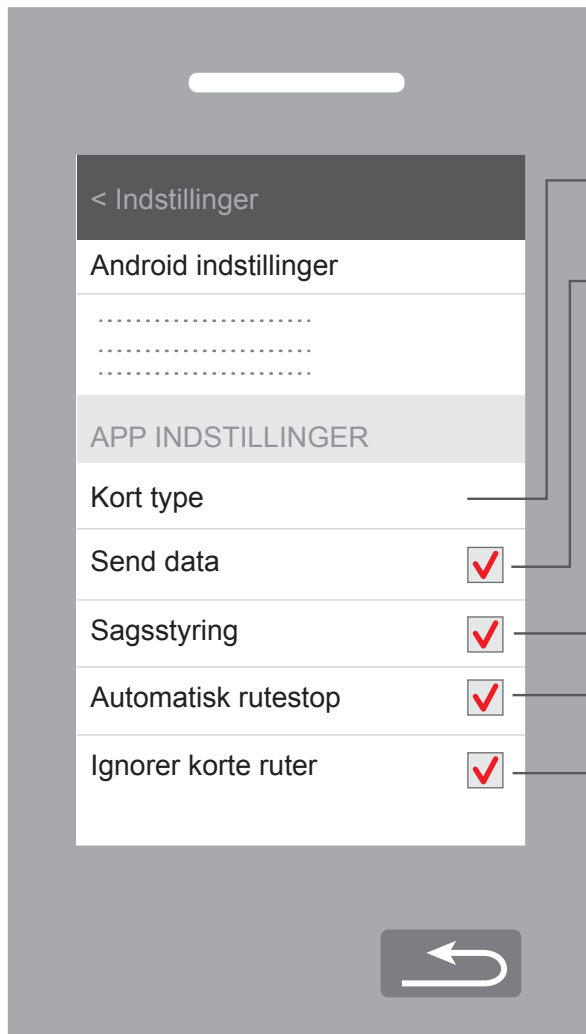 < Indstillinger
Android indstillinger
.......................
.......................
.......................
APP INDSTILLINGER
Kort type
Send data
Sagsstyring
Automatisk rutestop
Ignorer korte ruter